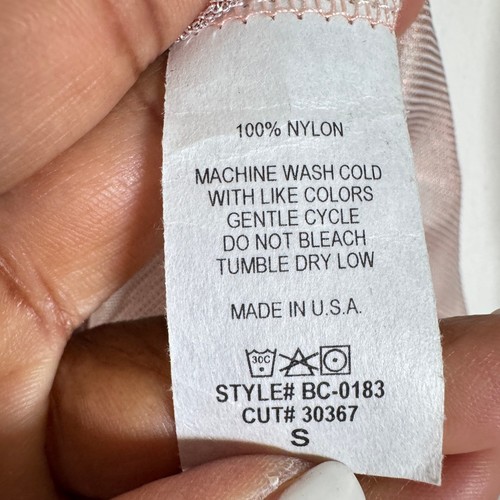 100% NYLON
MACHINE WASH COLD
WITH LIKE COLORS
GENTLE CYCLE
DO NOT BLEACH
TUMBLE DRY LOW
MADE IN U.S.A.
30C
STYLE# BC-0183
CUT# 30367
S